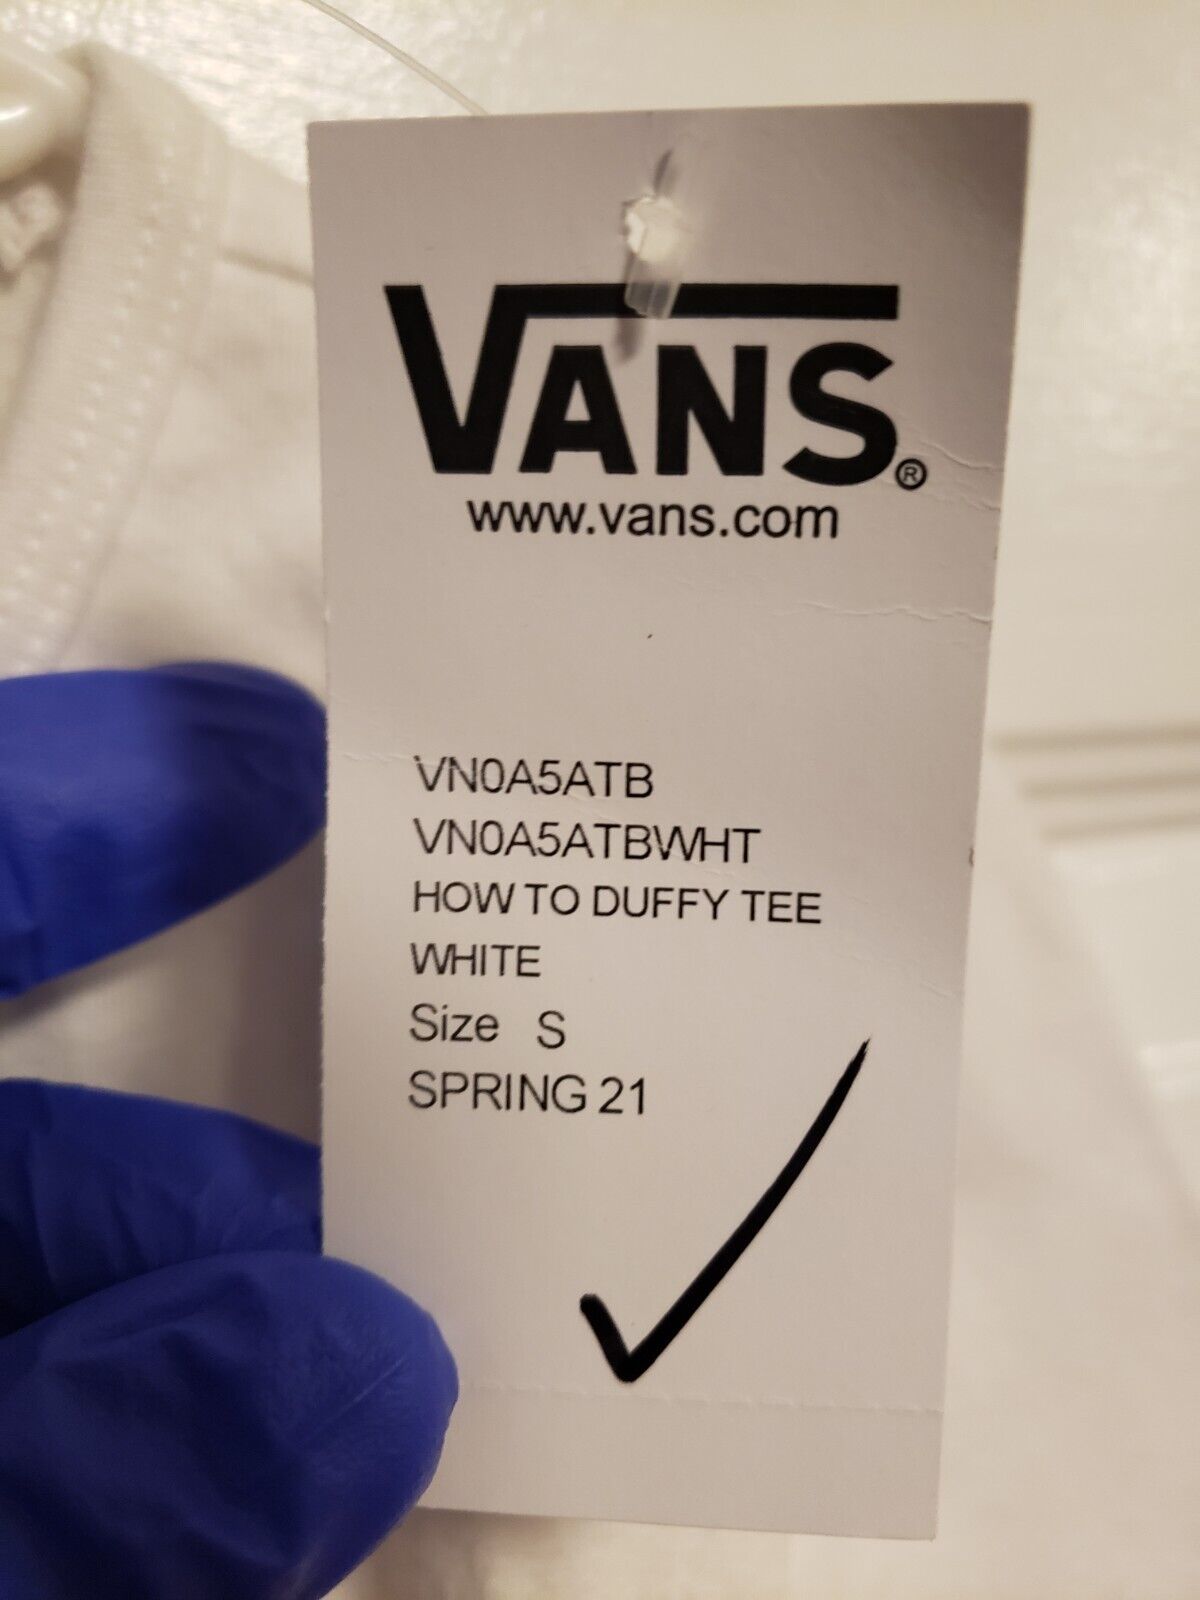 VANS®
www.vans.com
VN0A5ATB
VN0A5ATBWHT
HOW TO DUFFY TEE
WHITE
Size S
SPRING 21